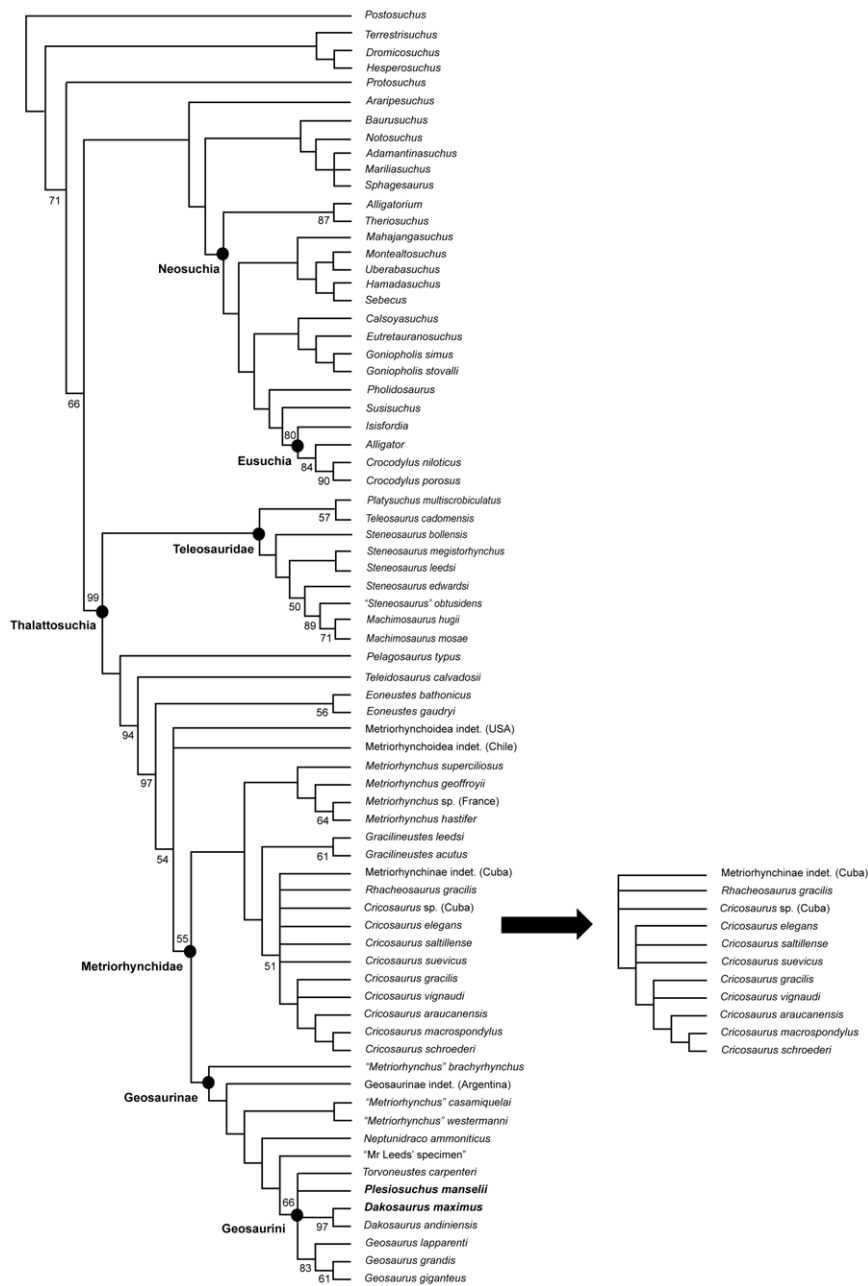 Postosuchus
Terrestrisuchus
Dromicosuchus
Hesperosuchus
Protosuchus
Araripesuchus
Baurusuchus
Notosuchus
Adamantinasuchus
Mariliasuchus
Sphagesaurus
71
Alligatorium
87
Theriosuchus
Mahajangasuchus
Montealtosuchus
Neosuchia
Uberabasuchus
Hamadasuchus
Sebecus
Calsoyasuchus
Eutretauranosuchus
Goniopholis simus
Goniopholis stovalli
Pholidosaurus
66
Susisuchus
Isisfordia
80
Alligator
Eusuchia
84
Crocodylus niloticus
90
Crocodylus porosus
Platysuchus multiscrobiculatus
57
Teleosaurus cadomensis
Steneosaurus bollensis
Teleosauridae
Steneosaurus megistorhynchus
Steneosaurus leedsi
Steneosaurus edwardsi
99
50
"Steneosaurus" obtusidens
Thalattosuchia
89
Machimosaurus hugii
71
Machimosaurus mosae
Pelagosaurus typus
Teleidosaurus calvadosii
Eoneustes bathonicus
56
Eoneustes gaudryi
94
Metriorhynchoidea indet. (USA)
Metriorhynchoidea indet. (Chile)
Metriorhynchus superciliosus
97
Metriorhynchus geoffroyii
Metriorhynchus sp. (France)
64
Metriorhynchus hastifer
Gracilineustes leedsi
54
61
Gracilineustes acutus
Metriorhynchinae indet. (Cuba)
Metriorhynchinae indet. (Cuba)
Rhacheosaurus gracilis
Rhacheosaurus gracilis
Cricosaurus sp. (Cuba)
Cricosaurus sp. (Cuba)
Cricosaurus elegans
Cricosaurus elegans
55
Cricosaurus saltillense
Cricosaurus saltillense
Metriorhynchidae
51
Cricosaurus suevicus
Cricosaurus suevicus
Cricosaurus gracilis
Cricosaurus gracilis
Cricosaurus vignaudi
Cricosaurus vignaudi
Cricosaurus araucanensis
Cricosaurus araucanensis
Cricosaurus macrospondylus
Cricosaurus macrospondylus
Cricosaurus schroederi
Cricosaurus schroederi
"Metriorhynchus" brachyrhynchus
Geosaurinae
Geosaurinae indet. (Argentina)
"Metriorhynchus" casamiquelai
"Metriorhynchus" westermanni
Neptunidraco ammoniticus
"Mr Leeds' specimen"
Torvoneustes carpenteri
Plesiosuchus manselii
66
Dakosaurus maximus
Geosaurini
97
Dakosaurus andiniensis
Geosaurus lapparenti
83
Geosaurus grandis
61
Geosaurus giganteus